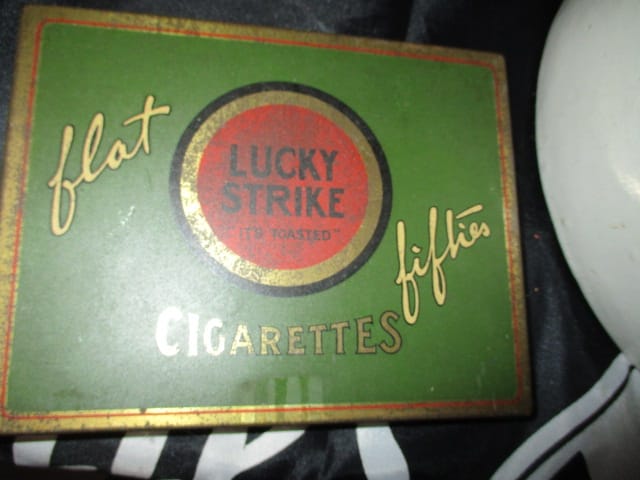 flat
LUCKY
STRIKE
"IT'S TOASTED"
fifties
CIGARETTES